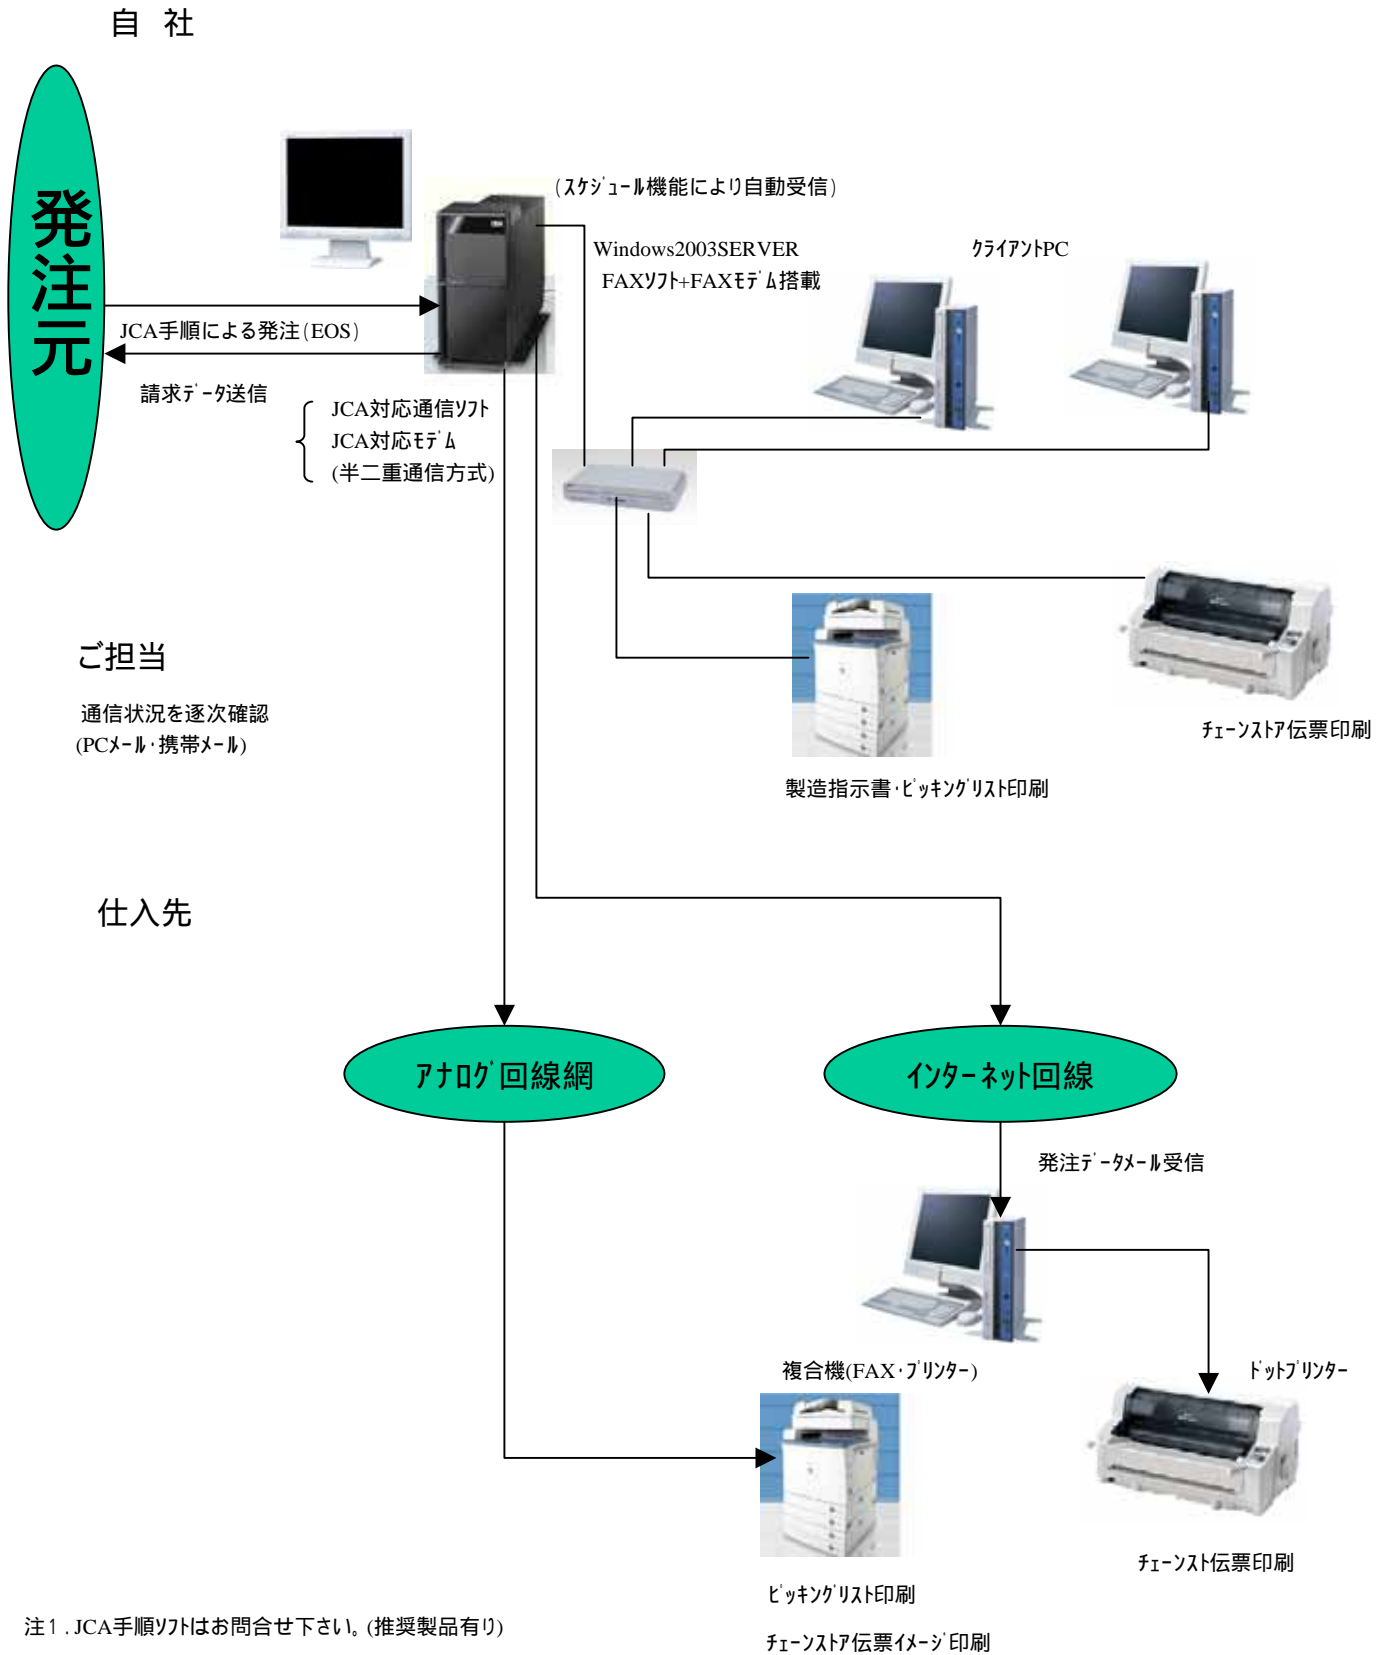 自 社
発注元
(ｽｹｼﾞｭｰﾙ機能により自動受信)
Windows2003SERVER
FAXｿﾌﾄ+FAXﾓﾃﾞﾑ搭載
ｸﾗｲｱﾝﾄPC
JCA手順による発注(EOS)
請求ﾃﾞｰﾀ送信
JCA対応通信ｿﾌﾄ
JCA対応ﾓﾃﾞﾑ
(半二重通信方式)
ご担当
通信状況を逐次確認
(PCﾒｰﾙ･携帯ﾒｰﾙ)
ﾁｪｰﾝｽﾄｱ伝票印刷
製造指示書･ﾋﾟｯｷﾝｸﾞﾘｽﾄ印刷
仕入先
ｱﾅﾛｸﾞ回線網
ｲﾝﾀｰﾈｯﾄ回線
発注ﾃﾞｰﾀﾒｰﾙ受信
複合機(FAX･ﾌﾟﾘﾝﾀｰ)
ﾄﾞｯﾄﾌﾟﾘﾝﾀｰ
ﾁｪｰﾝｽﾄ伝票印刷
ﾋﾟｯｷﾝｸﾞﾘｽﾄ印刷
注１.JCA手順ｿﾌﾄはお問合せ下さい｡(推奨製品有り)
ﾁｪｰﾝｽﾄｱ伝票ｲﾒｰｼﾞ印刷